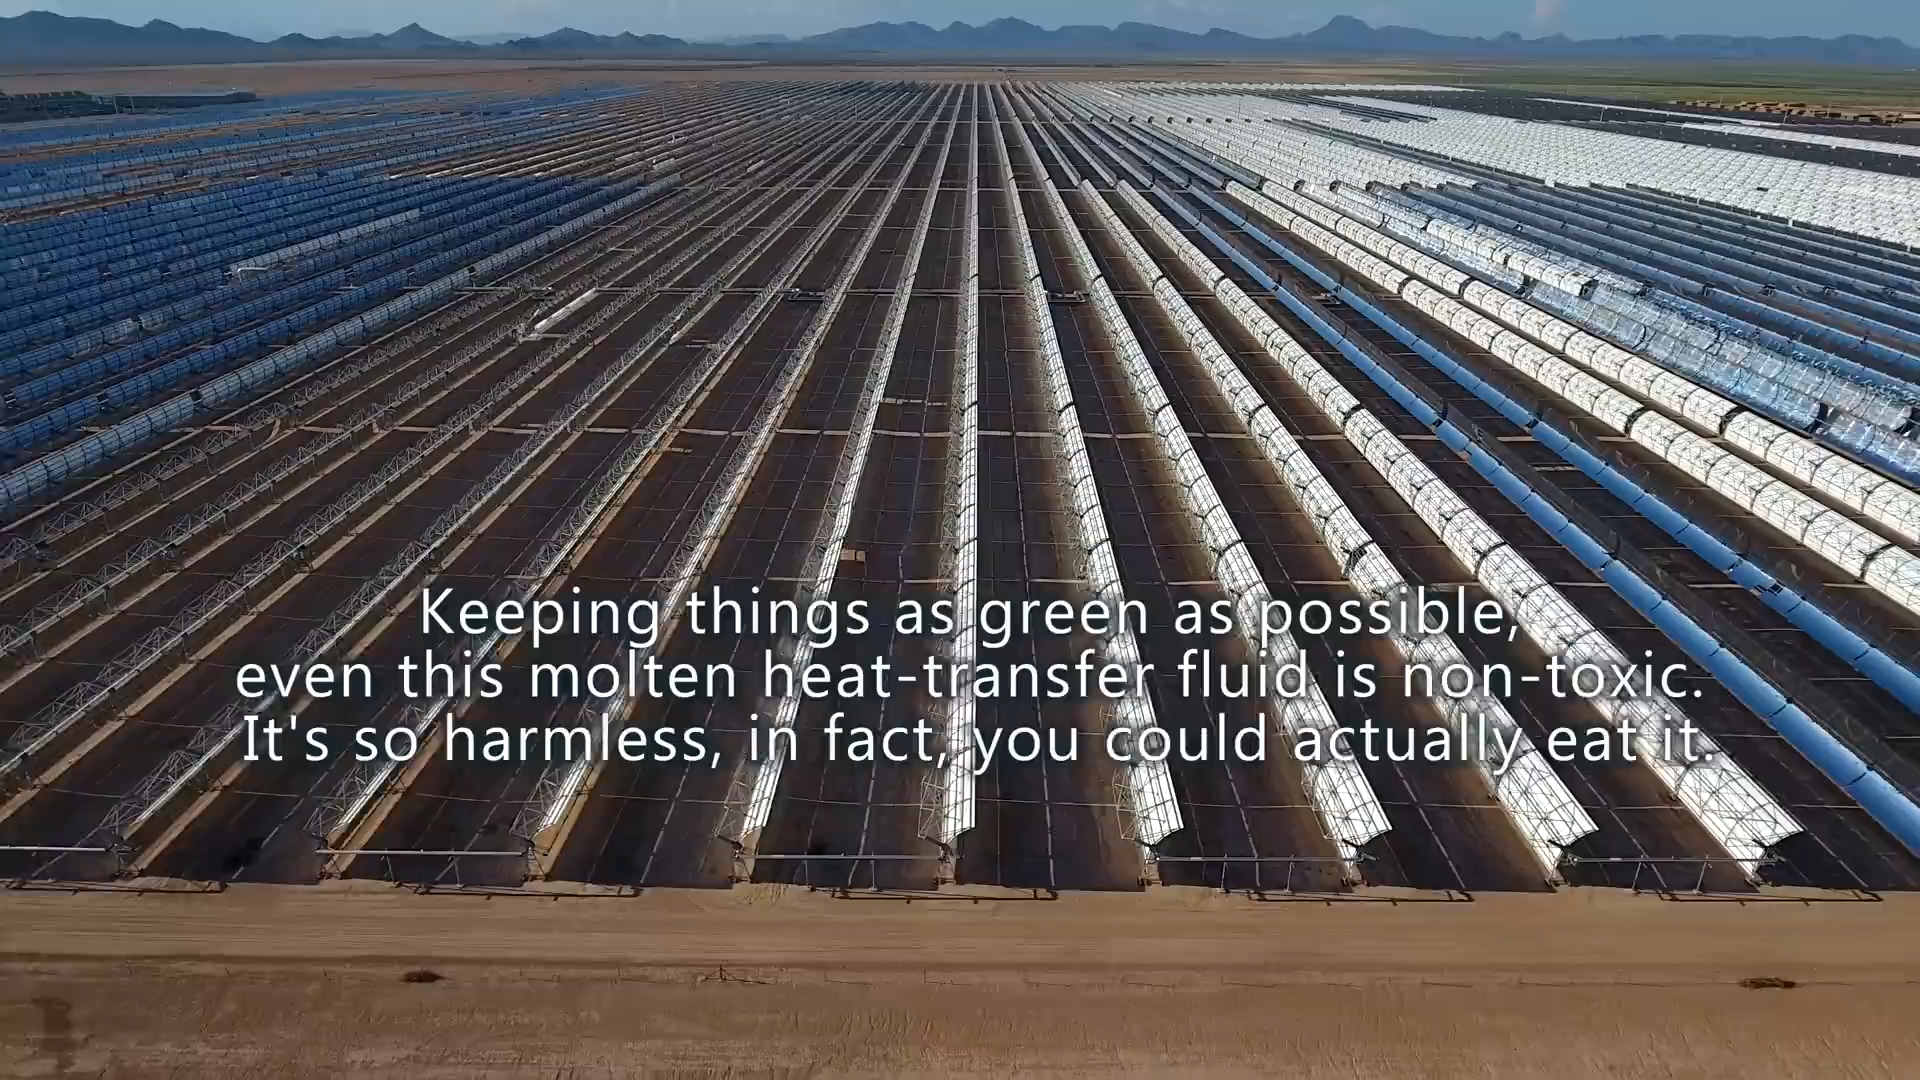 Keeping things as green as possible,
even this molten heat-transfer fluid is non-toxic.
It's so harmless, in fact, you could actually eat it.